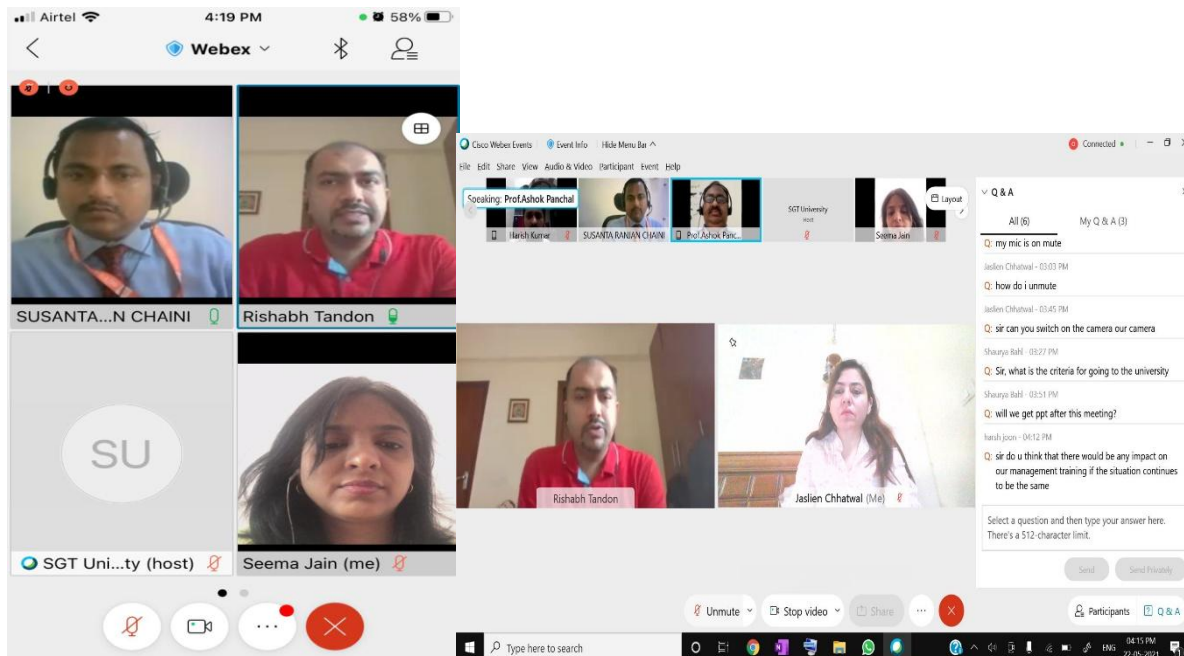 Airtel 4:19 PM 58%
Webex
SUSANTA...N CHAINI
Rishabh Tandon
SU
SGT Uni...ty (host)
Seema Jain (me)
Cisco Webex Events Event Info Hide Menu Bar Connected
File Edit Share View Audio & Video Participant Event Help
Speaking: Prof.Ashok Panchal
Layout
SGT University
HOST
Harish Kumar
SUSANTA RANJAN CHAINI
Prof.Ashok Panc...
Seema Jain
Rishabh Tandon
Jaslien Chhatwal (Me)
Q & A
All (6) My Q & A (3)
Q: my mic is on mute
Jaslien Chhatwal - 03:03 PM
Q: how do i unmute
Jaslien Chhatwal - 03:45 PM
Q: sir can you switch on the camera our camera
Shaurya Bahl - 03:27 PM
Q: Sir, what is the criteria for going to the university
Shaurya Bahl - 03:51 PM
Q: will we get ppt after this meeting?
harsh joon - 04:12 PM
Q: sir do u think that there would be any impact on
our management training if the situation continues
to be the same
Select a question and then type your answer here.
There's a 512-character limit.
Send Send Privately
Unmute Stop video Share
Participants Q & A
Type here to search
ENG
04:15 PM
22-05-2021